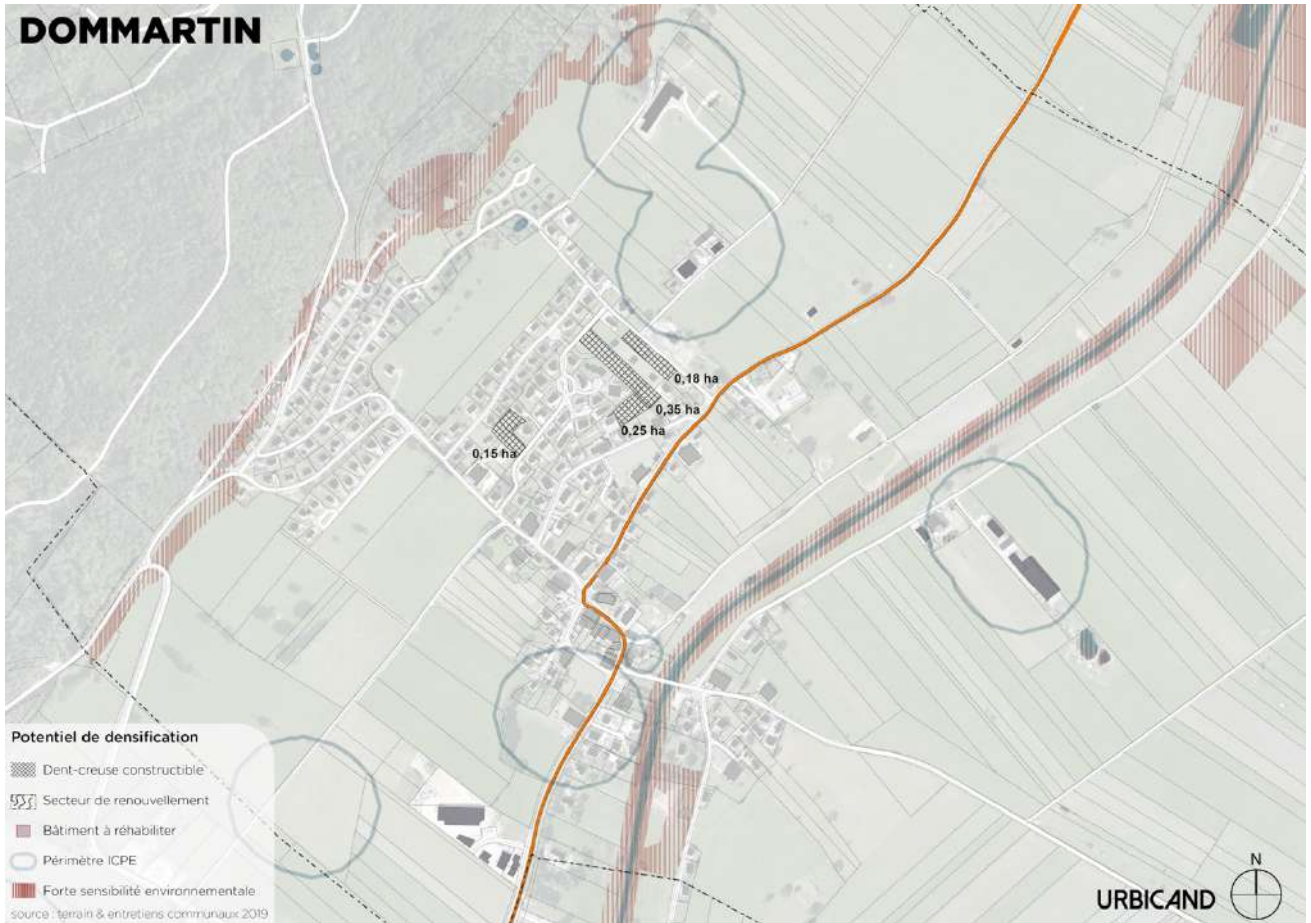 DOMMARTIN
0,18 ha
0,35 ha
0,25 ha
0,15 ha
Potentiel de densification
Dent-creuse constructible
Secteur de renouvellement
Bâtiment à réhabiliter
Périmètre ICPE
Forte sensibilité environnementale
source : terrain & entretiens communaux 2019
URBICAND
N